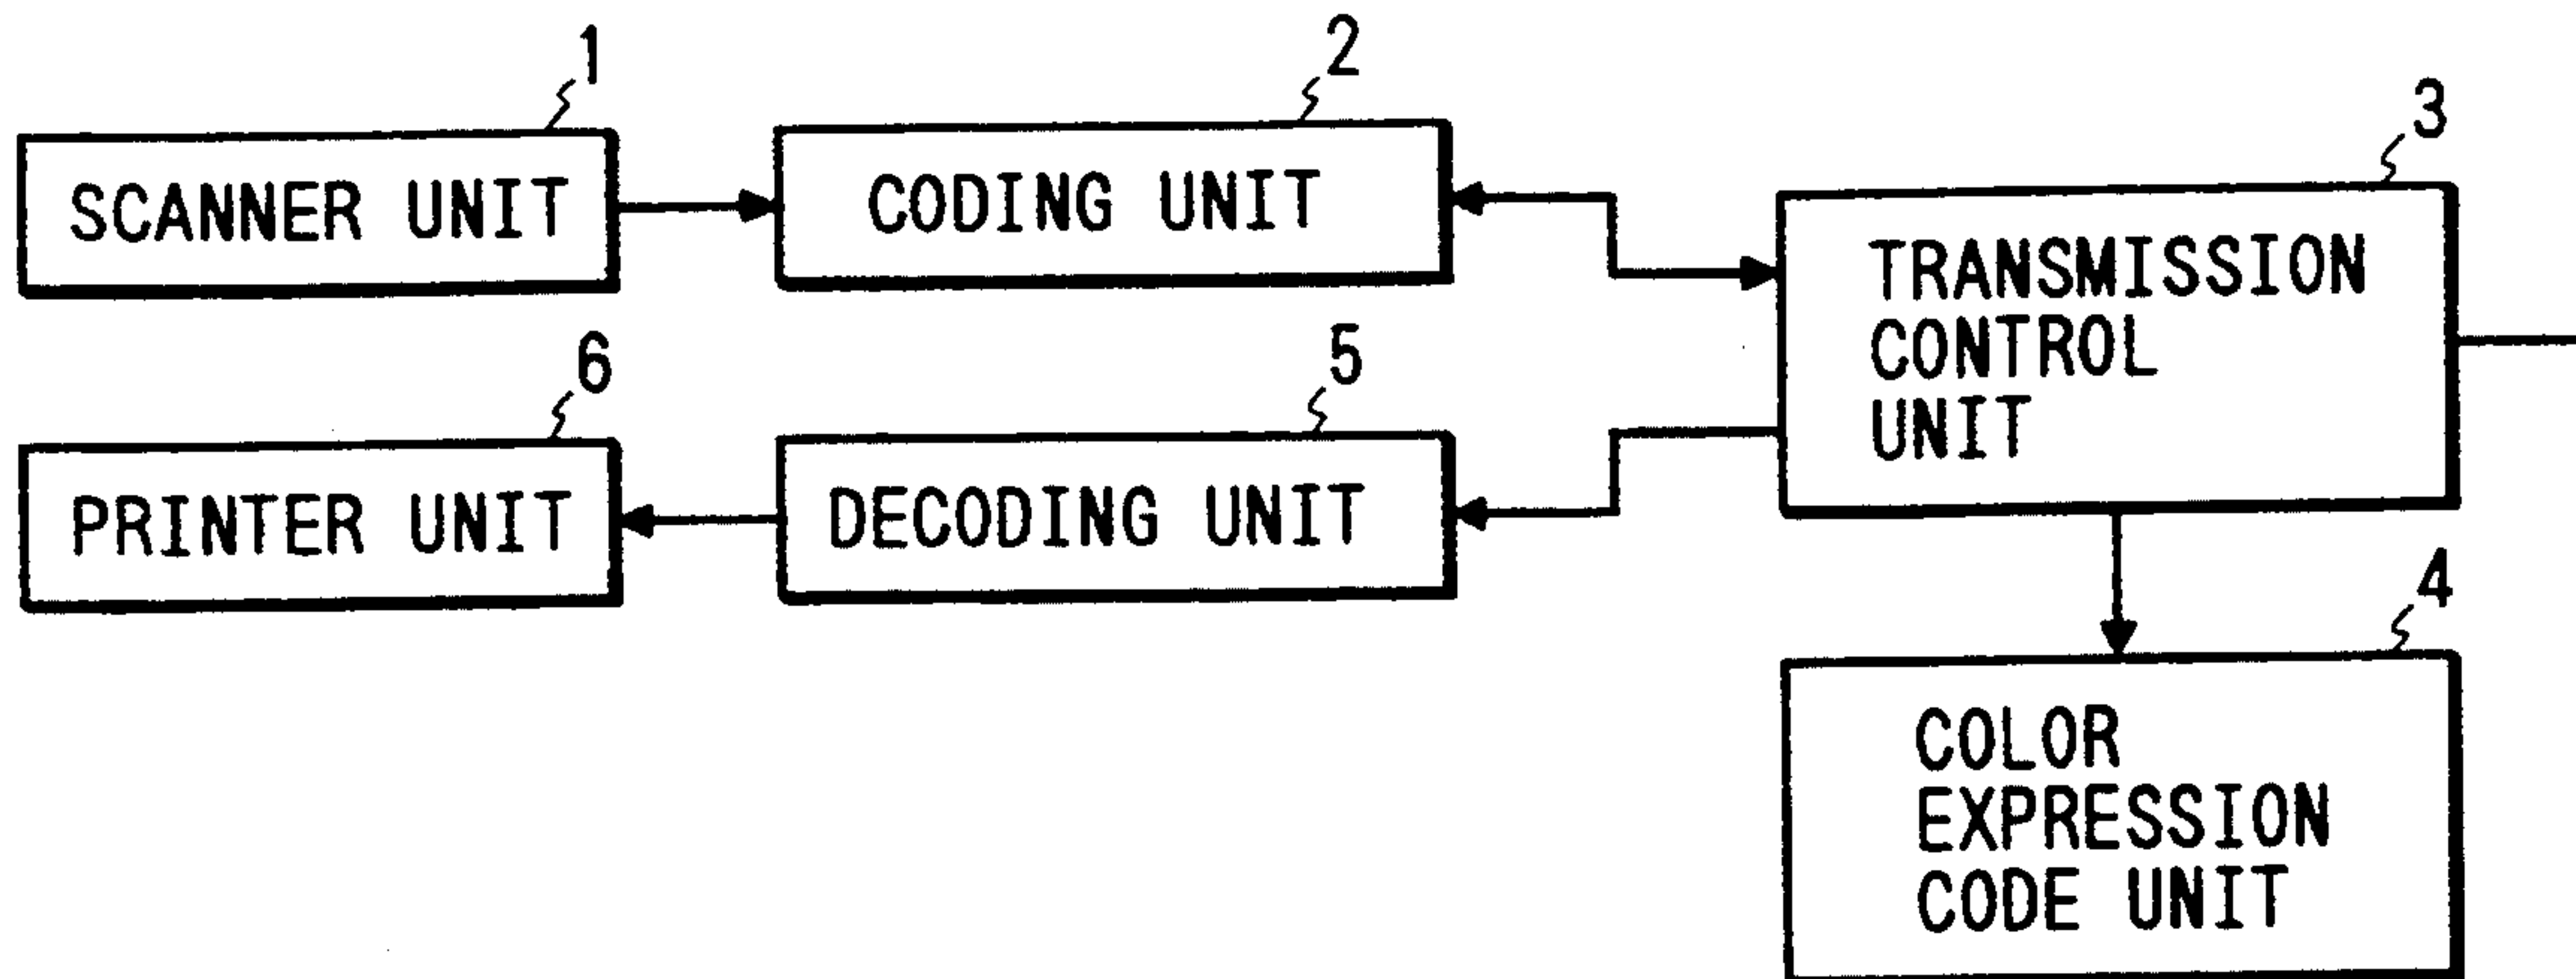 1
SCANNER UNIT
2
CODING UNIT
3
TRANSMISSION
CONTROL
UNIT
6
PRINTER UNIT
5
DECODING UNIT
4
COLOR
EXPRESSION
CODE UNIT